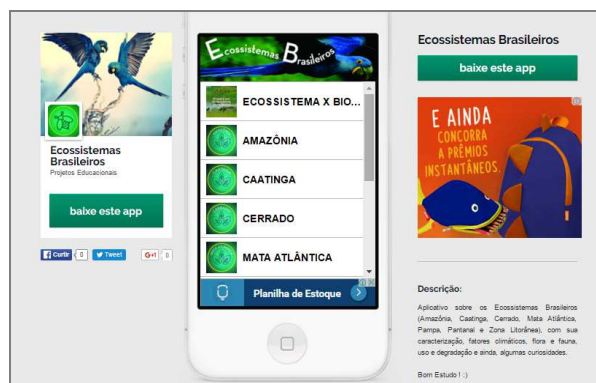 Ecossistemas
Brasileiros
Projetos Educacionais
baixe este app
Curtir 0 Tweet G+1 0
Ecossistemas Brasileiros
ECOSSISTEMA X BIO...
AMAZÔNIA
CAATINGA
CERRADO
MATA ATLÂNTICA
Planilha de Estoque
Ecossistemas Brasileiros
baixe este app
E AINDA
CONCORRA
A PRÊMIOS
INSTANTÂNEOS.
Descrição:
Aplicativo sobre os Ecossistemas Brasileiros
(Amazônia, Caatinga, Cerrado, Mata Atlântica,
Pampa, Pantanal e Zona Litorânea), com sua
caracterização, fatores climáticos, flora e fauna,
uso e degradação e ainda, algumas curiosidades.
Bom Estudo ! :)